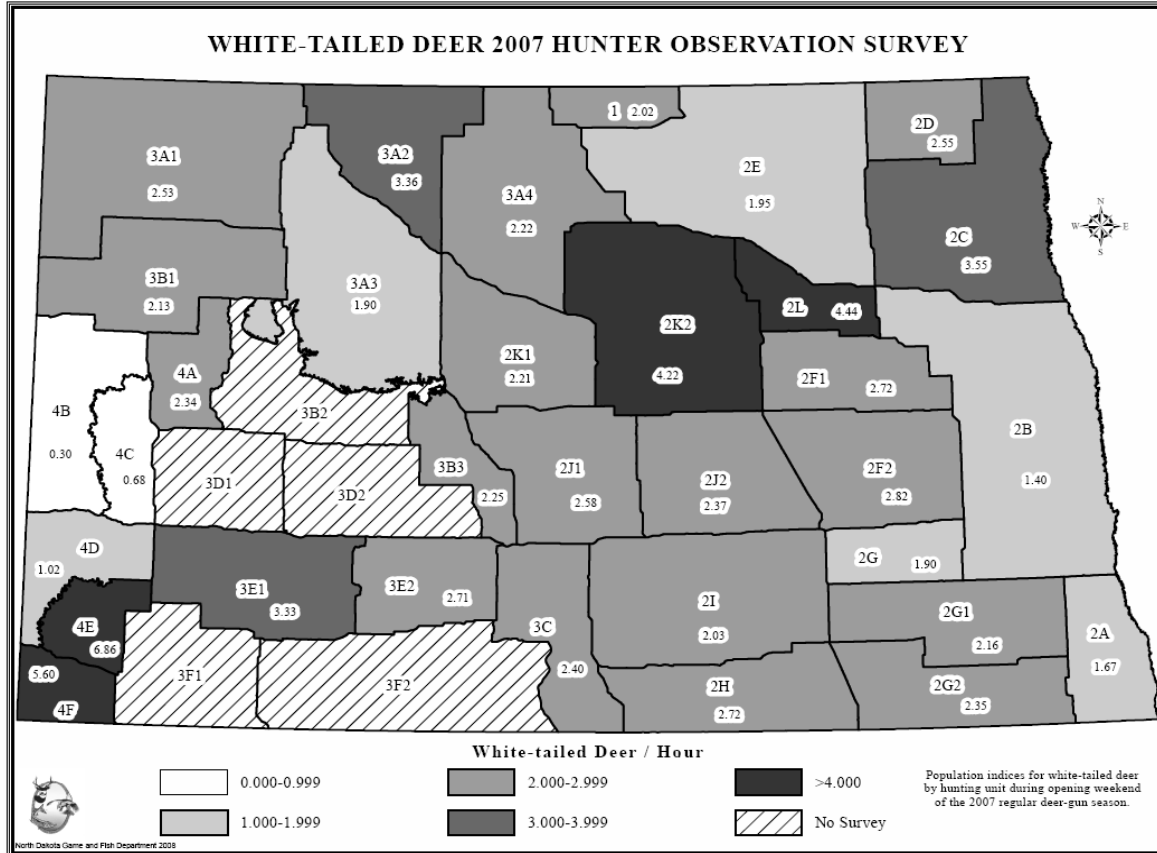 WHITE-TAILED DEER 2007 HUNTER OBSERVATION SURVEY
3A1
2.53
3A2
3.36
3A4
2.22
1 2.02
2E
1.95
2D
2.55
2C
3.55
N
W E
S
3B1
2.13
3A3
1.90
2K1
2.21
2K2
4.22
2L 4.44
2F1
2.72
4A
2.34
4B
0.30
4C
0.68
3B2
3D1
3D2
3B3
2.25
2J1
2.58
2J2
2.37
2F2
2.82
2B
1.40
4D
1.02
4E
6.86
5.60
4F
3E1
3.33
3E2
2.71
3C
2.40
2I
2.03
2G 1.90
2G1
2.16
2A
1.67
3F1
3F2
2H
2.72
2G2
2.35
White-tailed Deer / Hour
0.000-0.999
2.000-2.999
>4.000
1.000-1.999
3.000-3.999
No Survey
Population indices for white-tailed deer
by hunting unit during opening weekend
of the 2007 regular deer-gun season.
North Dakota Game and Fish Department 2008